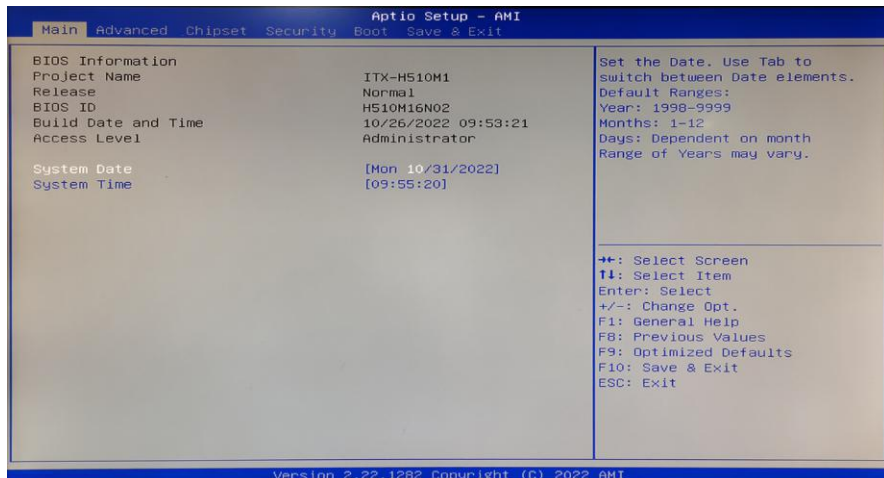 Aptio Setup – AMI
Main Advanced Chipset Security Boot Save & Exit
BIOS Information
Project Name ITX-H510M1
Release Normal
BIOS ID H510M16N02
Build Date and Time 10/26/2022 09:53:21
Access Level Administrator
System Date [Mon 10/31/2022]
System Time [09:55:20]
Set the Date. Use Tab to
switch between Date elements.
Default Ranges:
Year: 1998-9999
Months: 1-12
Days: Dependent on month
Range of Years may vary.
→←: Select Screen
↑↓: Select Item
Enter: Select
+/-: Change Opt.
F1: General Help
F8: Previous Values
F9: Optimized Defaults
F10: Save & Exit
ESC: Exit
Version 2.22.1282 Copyright (C) 2022 AMI